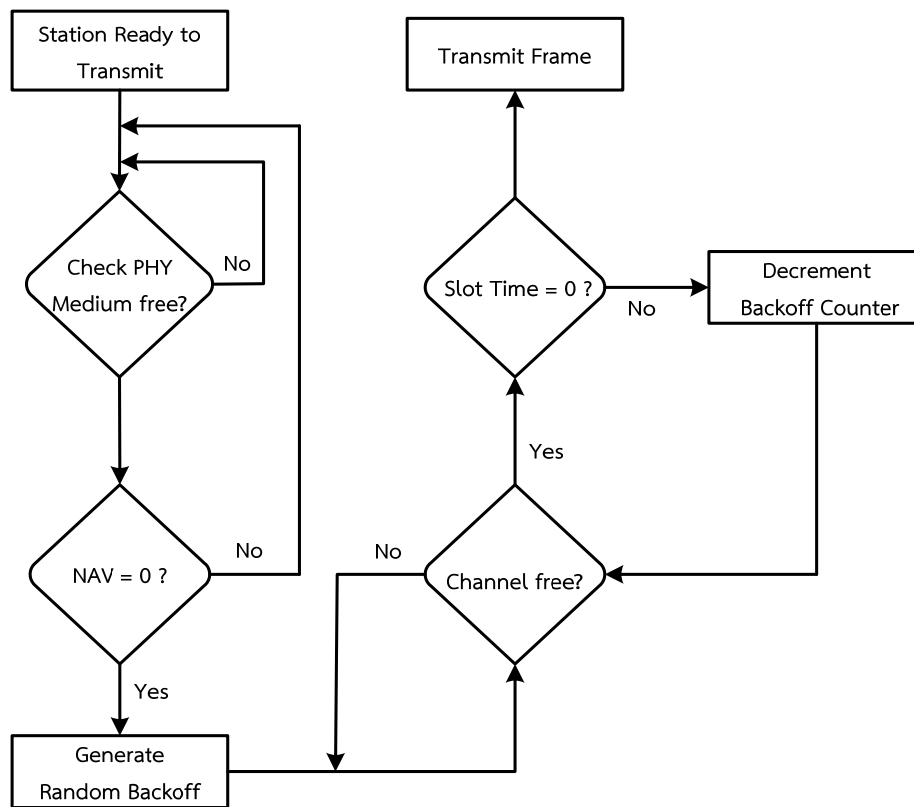 Station Ready to
Transmit
Check PHY
Medium free?
No
NAV = 0 ?
No
Yes
Generate
Random Backoff
Transmit Frame
Slot Time = 0 ?
No
Decrement
Backoff Counter
Yes
No
Channel free?